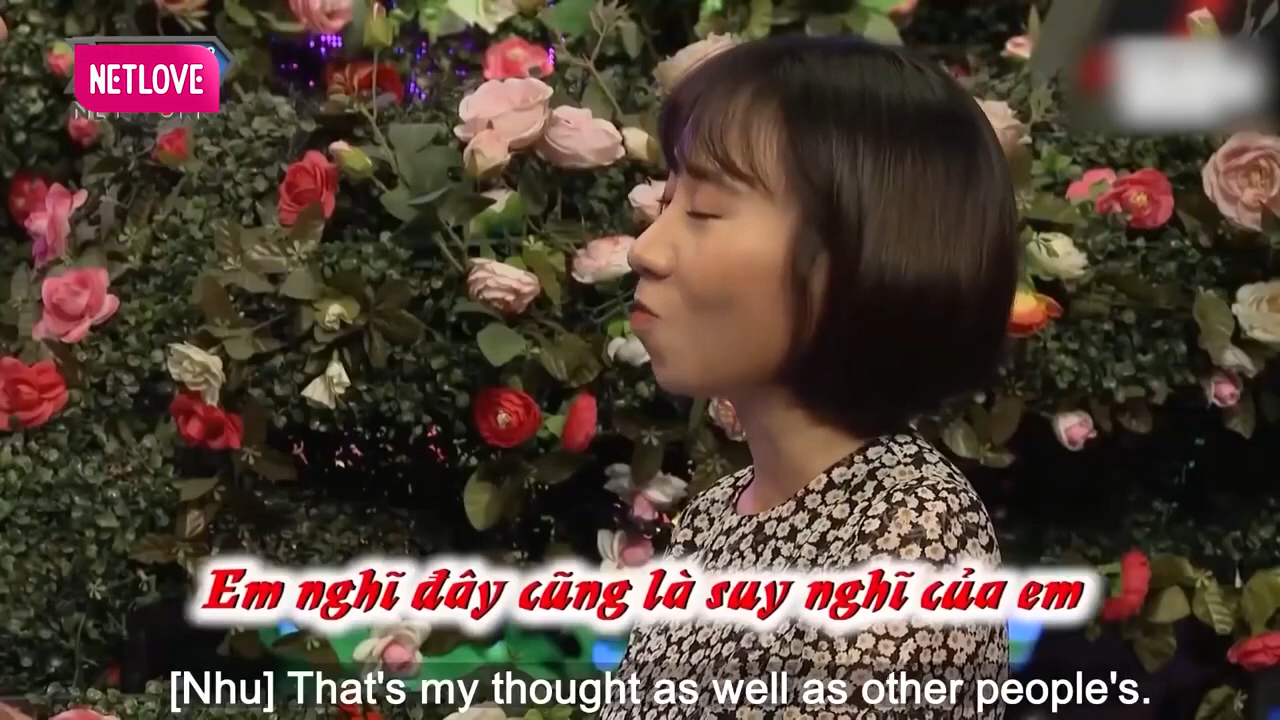 NETLOVE
Em nghĩ đây cũng là suy nghĩ của em
[Nhu] That's my thought as well as other people's.